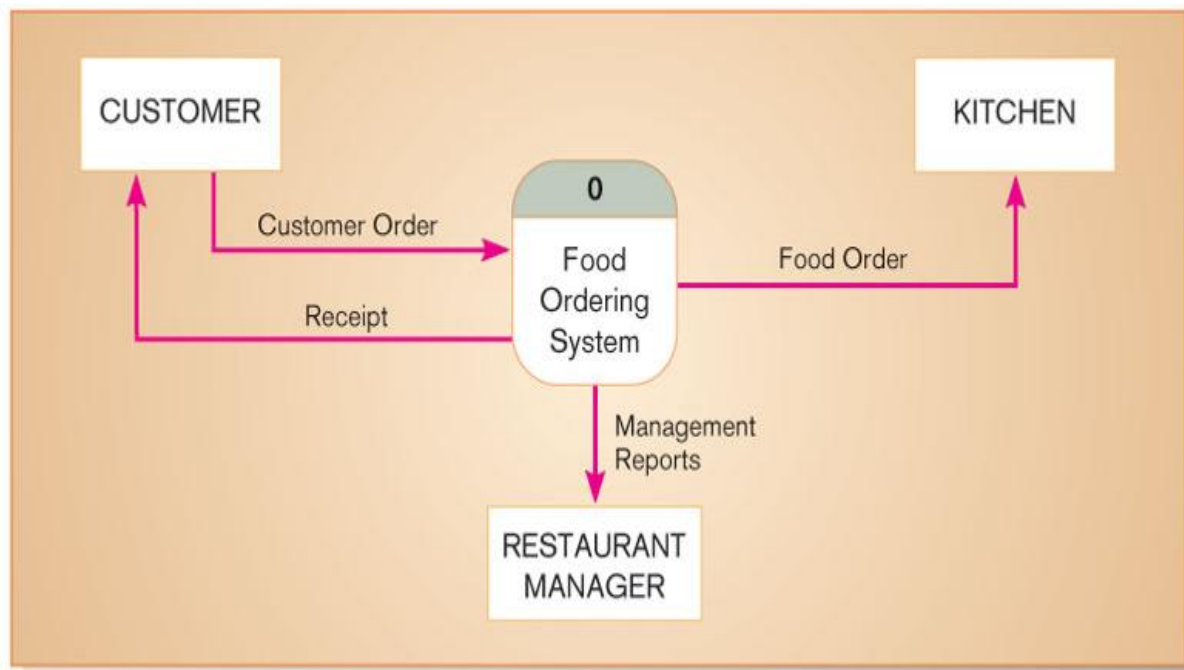 CUSTOMER
KITCHEN
0
Customer Order
Food
Ordering
System
Food Order
Receipt
Management
Reports
RESTAURANT
MANAGER